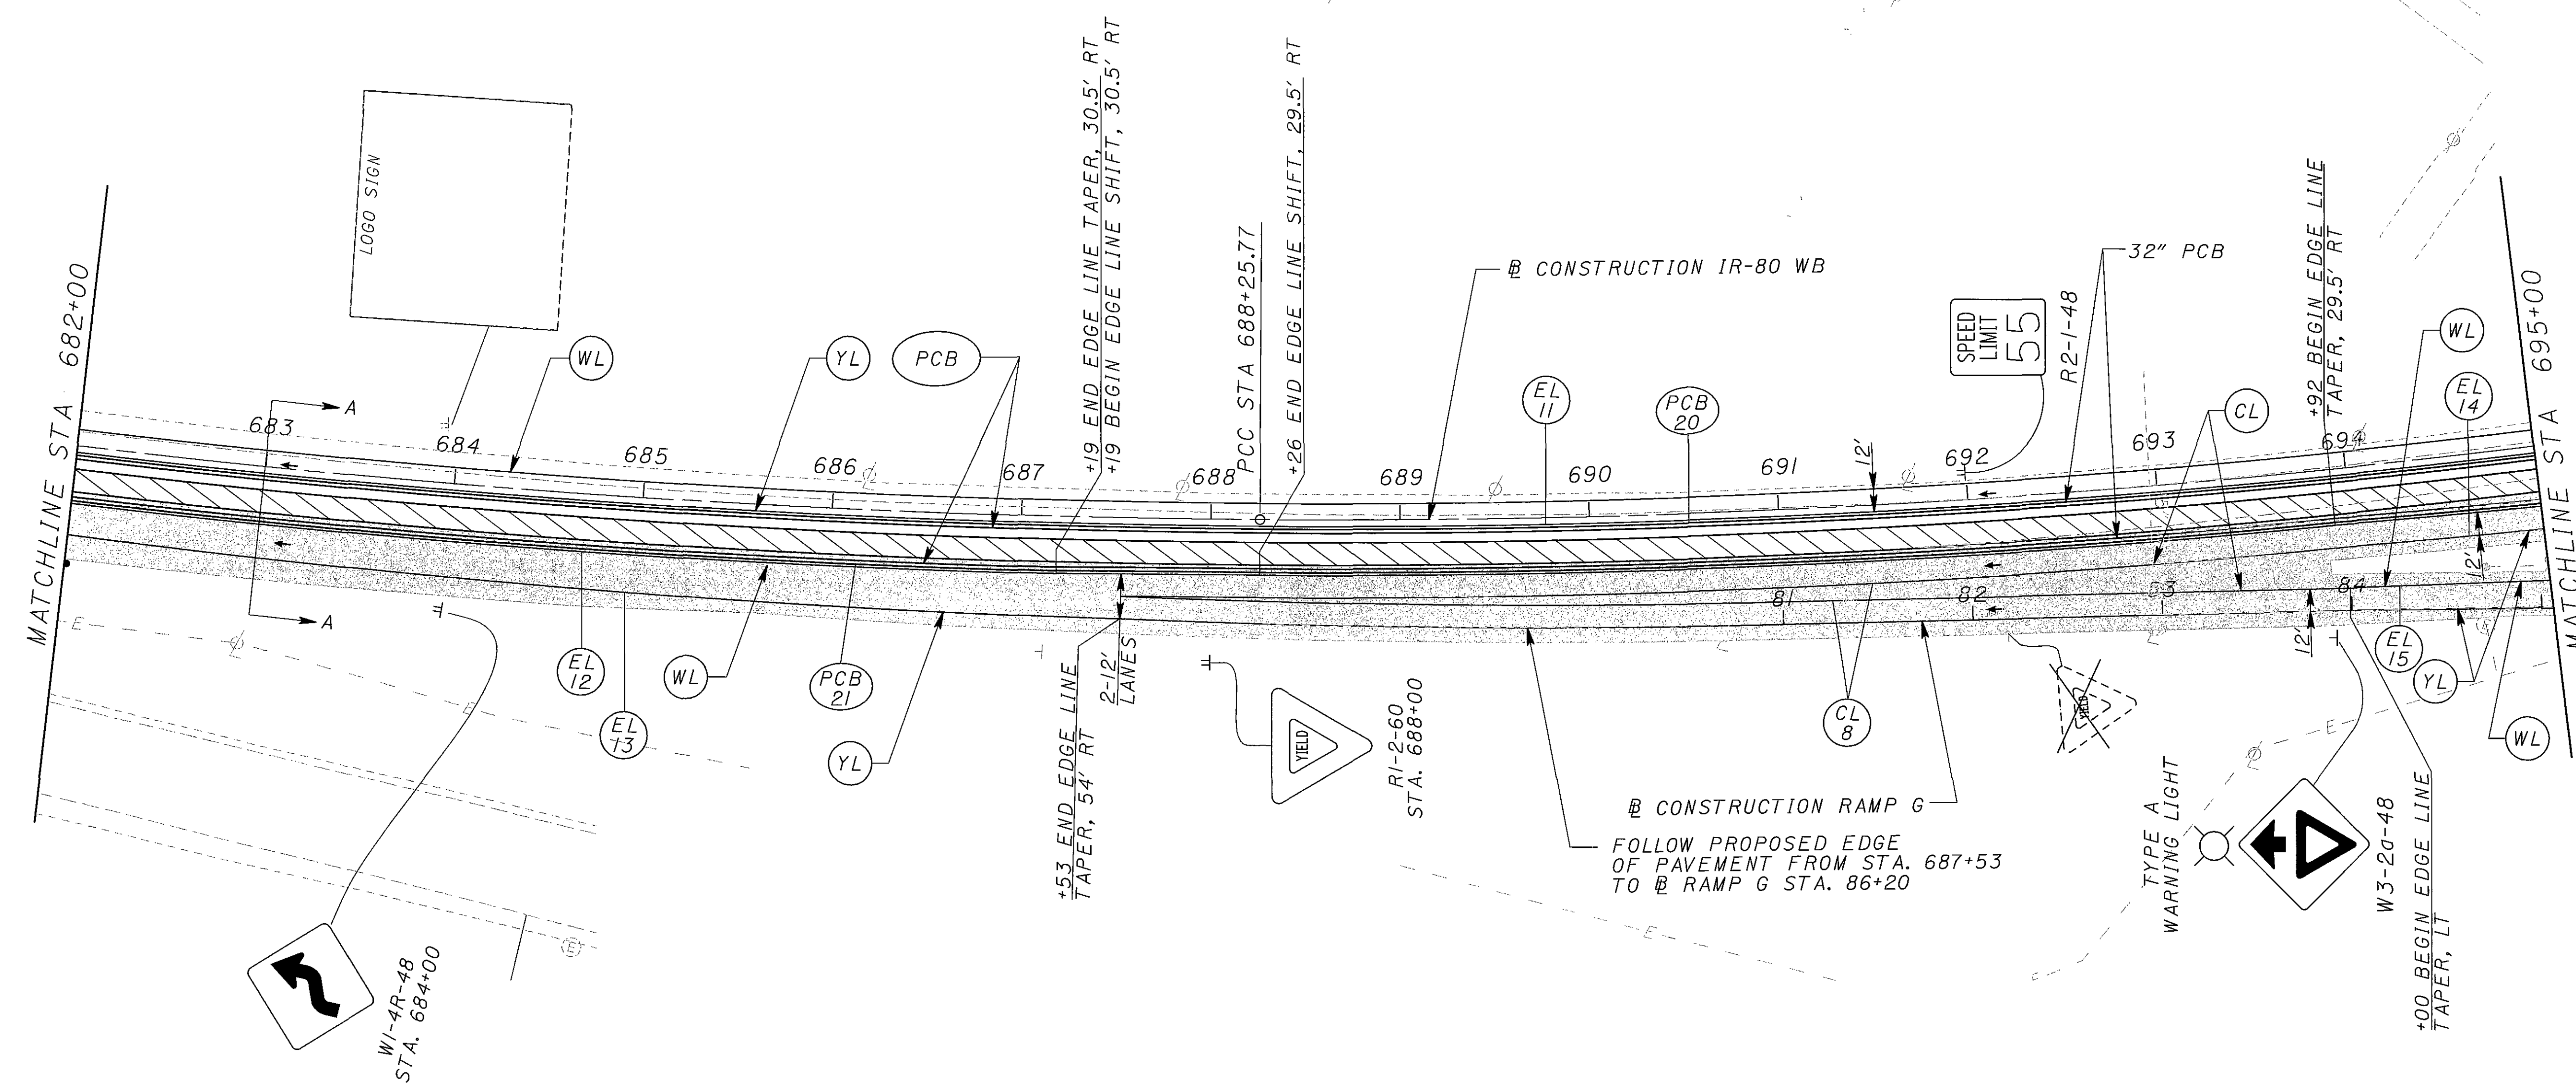 MATCHLINE STA 682+00
LOGO SIGN
WL
YL
PCB
+19 END EDGE LINE TAPER, 30.5' RT
+19 BEGIN EDGE LINE SHIFT, 30.5' RT
PCC STA 688+25.77
+26 END EDGE LINE SHIFT, 29.5' RT
℄ CONSTRUCTION IR-80 WB
EL
11
PCB
20
12'
SPEED
LIMIT
55
R2-1-48
32" PCB
CL
+92 BEGIN EDGE LINE
TAPER, 29.5' RT
WL
EL
14
MATCHLINE STA 695+00
A
683
684
685
686
687
688
689
690
691
692
693
694
A
E
E
E
EL
12
EL
13
WL
PCB
21
YL
+53 END EDGE LINE
TAPER, 54' RT
2-12'
LANES
YIELD
R1-2-60
STA. 688+00
81
82
83
84
CL
8
YIELD
12'
12'
EL
15
YL
WL
E
E
E
E
℄ CONSTRUCTION RAMP G
FOLLOW PROPOSED EDGE
OF PAVEMENT FROM STA. 687+53
TO ℄ RAMP G STA. 86+20
TYPE A
WARNING LIGHT
W3-2a-48
+00 BEGIN EDGE LINE
TAPER, LT
W1-4R-48
STA. 684+00
E